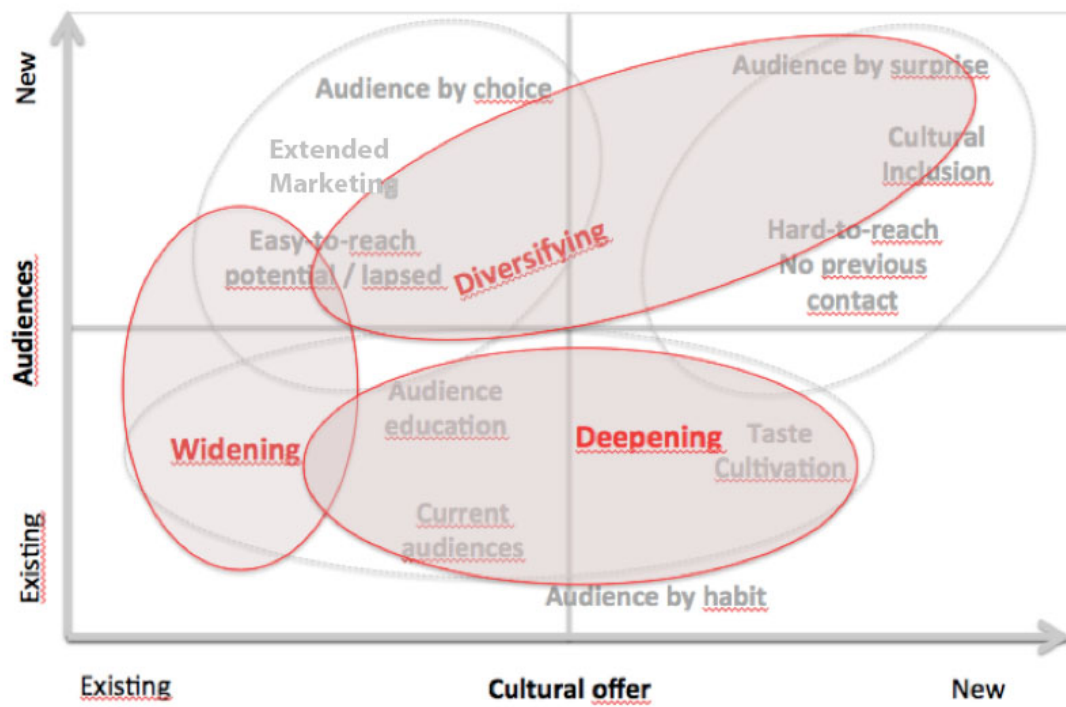 New
Audience by choice
Audience by surprise
Extended
Marketing
Cultural
Inclusion
Easy-to-reach
potential / lapsed
Diversifying
Hard-to-reach
No previous
contact
Audiences
Audience
education
Widening
Deepening
Taste
Cultivation
Current
audiences
Existing
Audience by habit
Existing
Cultural offer
New